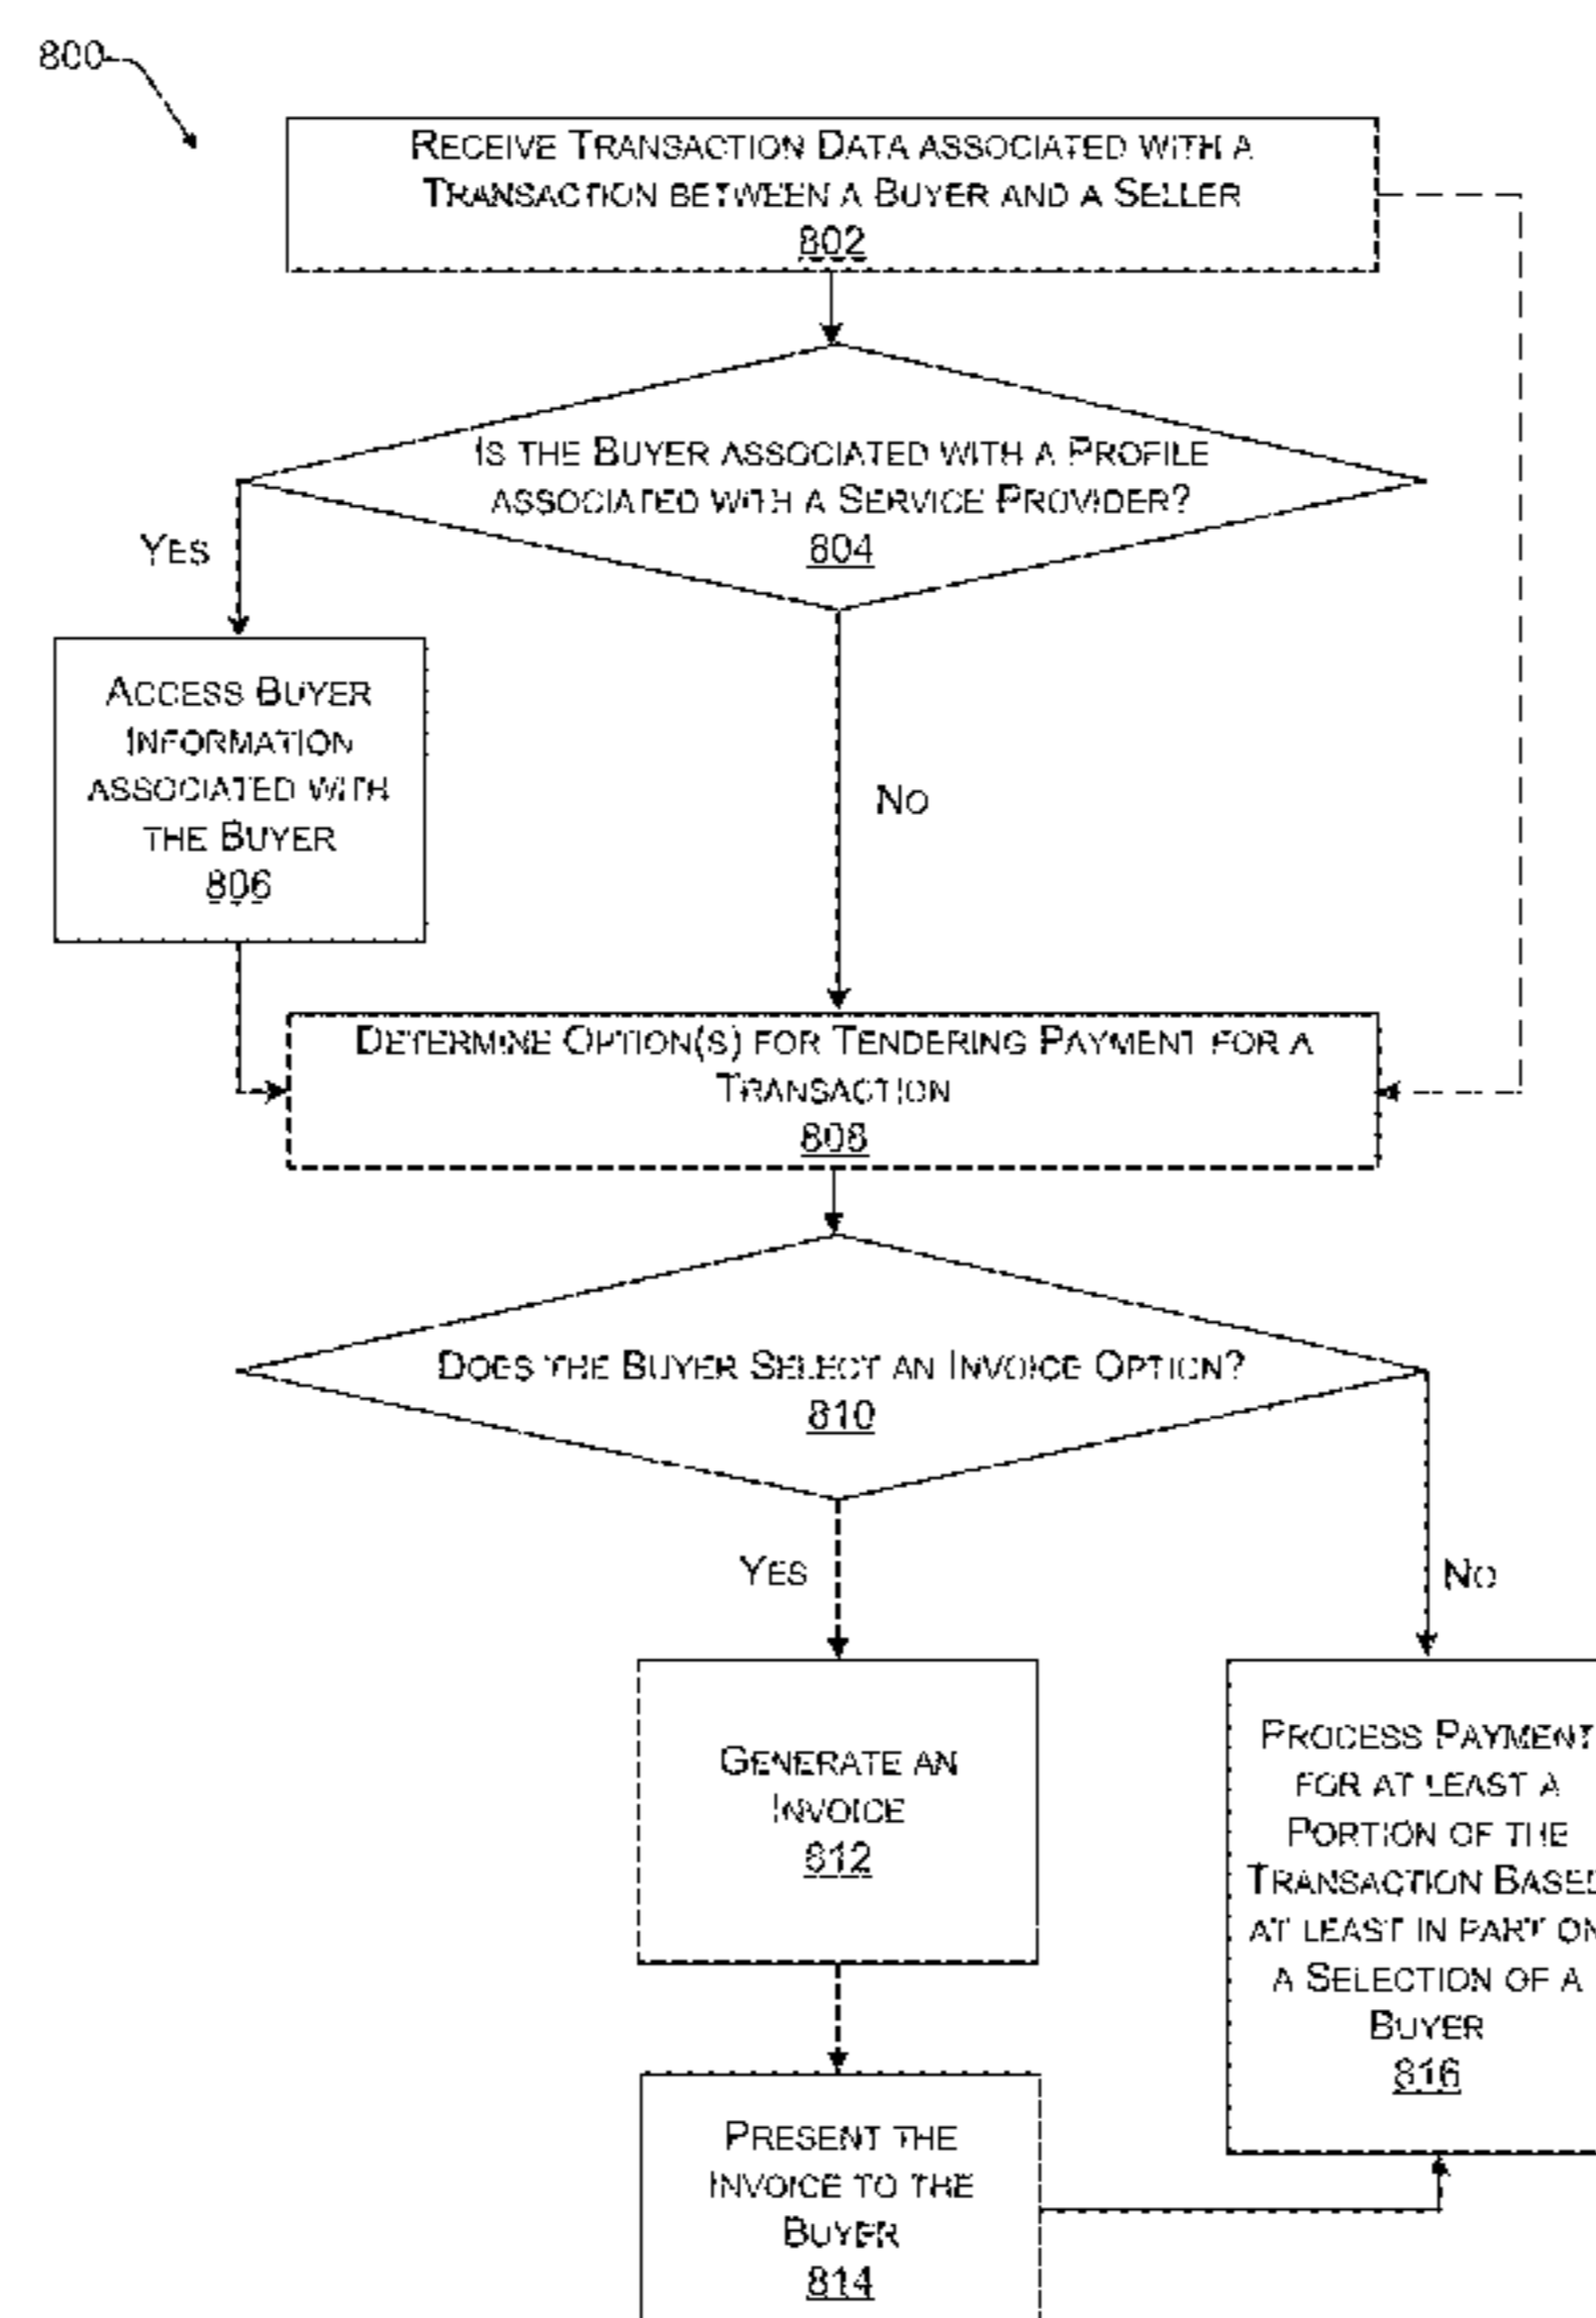 800
RECEIVE TRANSACTION DATA ASSOCIATED WITH A
TRANSACTION BETWEEN A BUYER AND A SELLER
802
IS THE BUYER ASSOCIATED WITH A PROFILE
ASSOCIATED WITH A SERVICE PROVIDER?
804
YES
ACCESS BUYER
INFORMATION
ASSOCIATED WITH
THE BUYER
806
NO
DETERMINE OPTION(S) FOR TENDERING PAYMENT FOR A
TRANSACTION
808
DOES THE BUYER SELECT AN INVOICE OPTION?
810
YES
NO
GENERATE AN
INVOICE
812
PROCESS PAYMENT
FOR AT LEAST A
PORTION OF THE
TRANSACTION BASED
AT LEAST IN PART ON
A SELECTION OF A
BUYER
816
PRESENT THE
INVOICE TO THE
BUYER
814